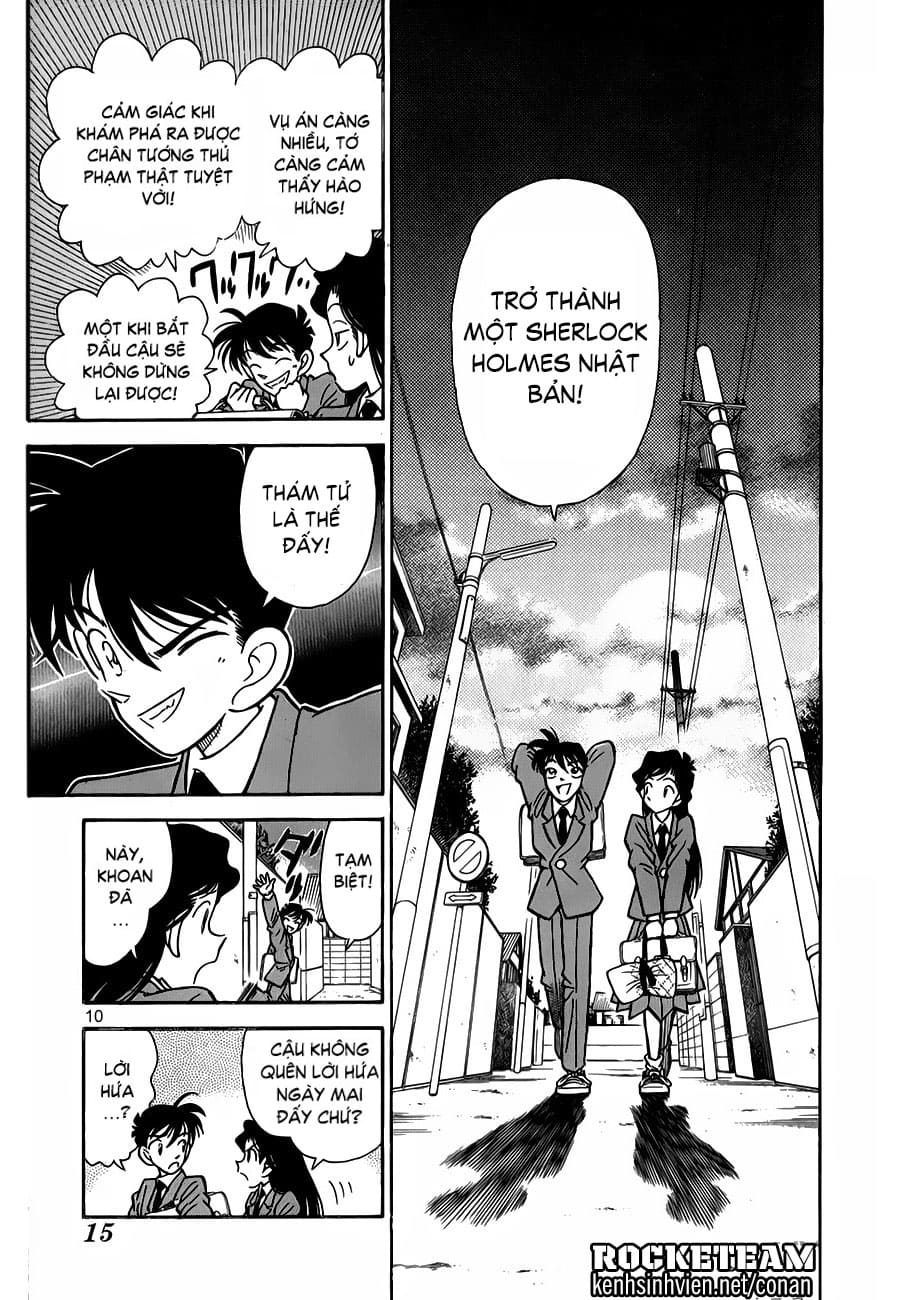 TRỞ THÀNH
MỘT SHERLOCK
HOLMES NHẬT
BẢN!
VỤ ÁN CÀNG
NHIỀU, TỚ
CÀNG CẢM
THẤY HÀO
HỨNG!
CẢM GIÁC KHI
KHÁM PHÁ RA ĐƯỢC
CHÂN TƯỚNG THỦ
PHẠM THẬT TUYỆT
VỜI!
MỘT KHI BẮT
ĐẦU CẬU SẼ
KHÔNG DỪNG
LẠI ĐƯỢC!
THÁM TỬ
LÀ THẾ
ĐẤY!
TẠM
BIỆT!
NÀY,
KHOAN
ĐÃ
...
10
CẬU KHÔNG
QUÊN LỜI HỨA
NGÀY MAI
ĐẤY CHỨ?
LỜI
HỨA
...?
15
ROCKETEAM
kenhsinhvien.net/conan